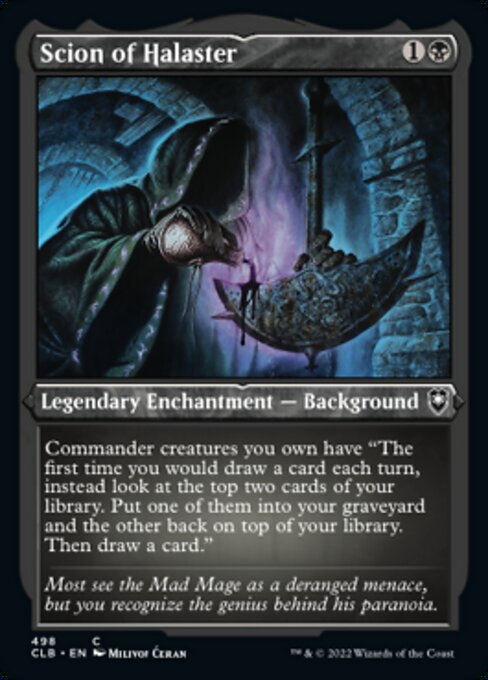 Scion of Halaster 1
Legendary Enchantment — Background
Commander creatures you own have “The
first time you would draw a card each turn,
instead look at the top two cards of your
library. Put one of them into your graveyard
and the other back on top of your library.
Then draw a card.”
Most see the Mad Mage as a deranged menace,
but you recognize the genius behind his paranoia.
498 C
CLB • EN Milivoj Ćeran ™ & © 2022 Wizards of the Coast